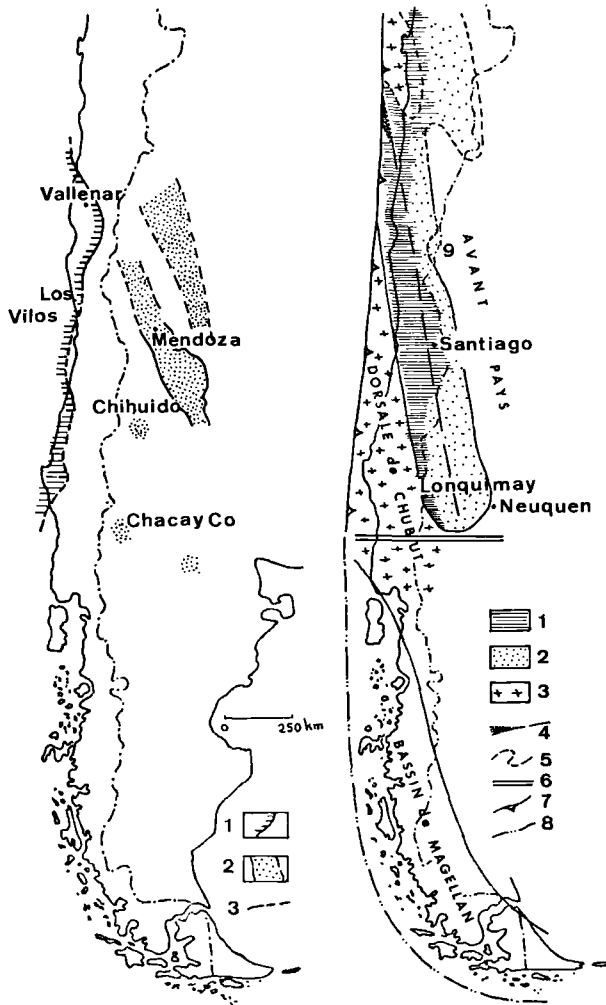 Vallenar
Los
Vilos
Mendoza
Chihuido
Chacay Co
250 km
1
2
3
9
AVANT
PAYS
Santiago
DORSALE de CHUBUT
Lonquimay
Neuquen
BASSIN de MAGELLAN
1
2
3
4
5
6
7
8